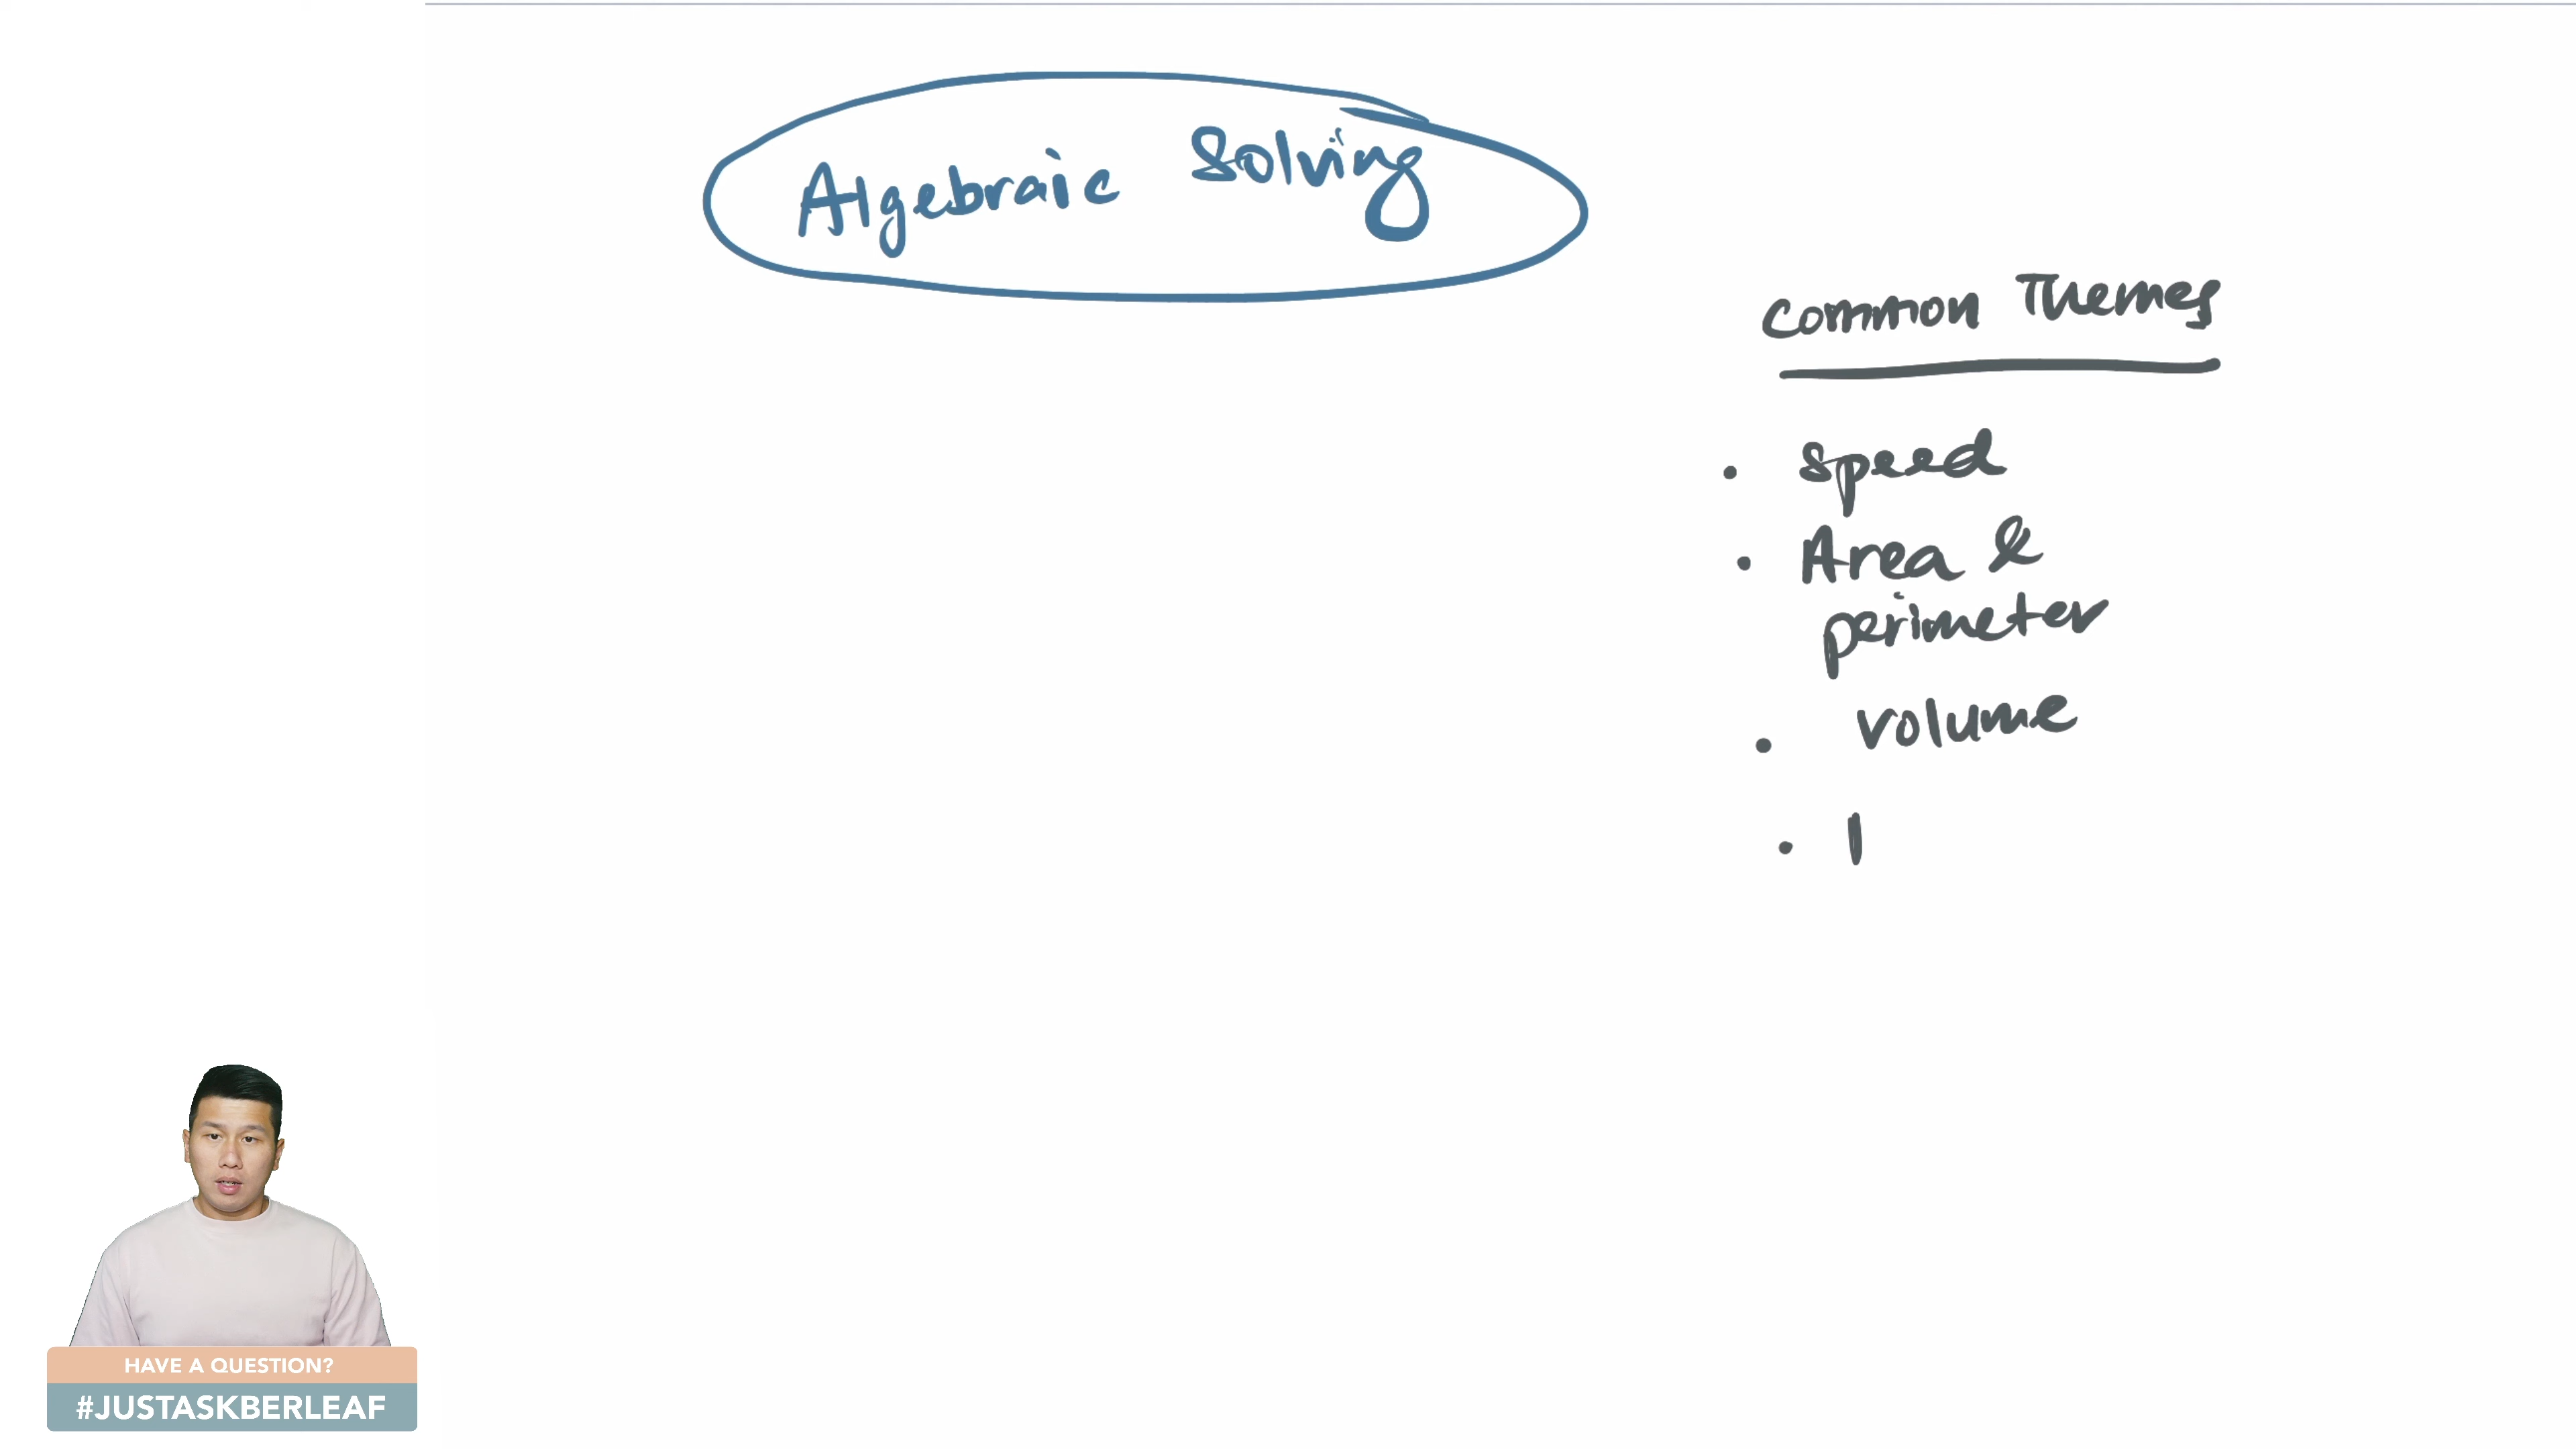 Algebraic Solving
Common Themes
• Speed
• Area &
perimeter
• volume
•
HAVE A QUESTION?
#JUSTASKBERLEAF